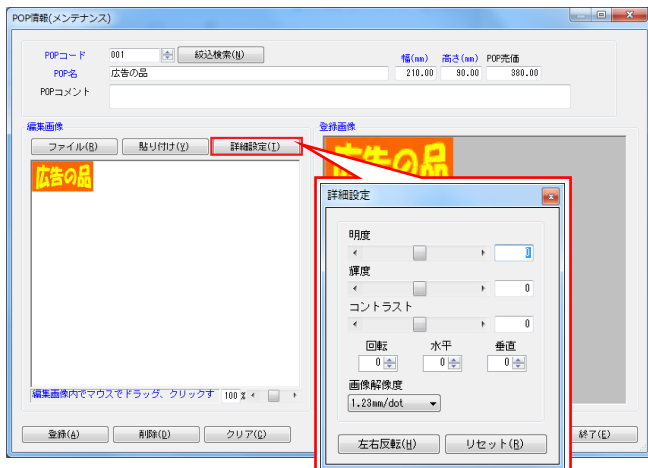 POP情報(メンテナンス)
POPコード 001 絞込検索(N) 幅(mm) 高さ(mm) POP売価
POP名 広告の品 210.00 90.00 380.00
POPコメント
編集画像
ファイル(R) 貼り付け(V) 詳細設定(I)
広告の品
編集画像内でマウスでドラッグ、クリックす 100 %
登録画像
告の品
詳細設定
明度
0
輝度
0
コントラスト
0
回転 水平 垂直
0 0 0
画像解像度
1.23mm/dot
左右反転(H) リセット(R)
登録(A) 削除(D) クリア(C) 終了(E)